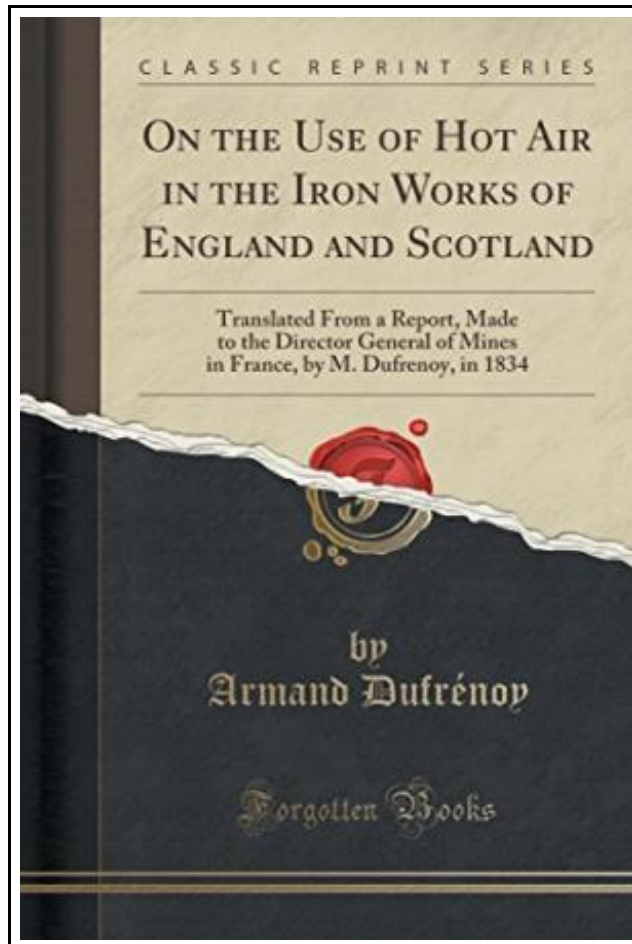 CLASSIC REPRINT SERIES
ON THE USE OF HOT AIR
IN THE IRON WORKS OF
ENGLAND AND SCOTLAND
Translated From a Report, Made
to the Director General of Mines
in France, by M. Dufrenoy, in 1834
by
Armand Dufrénoy
Forgotten Books